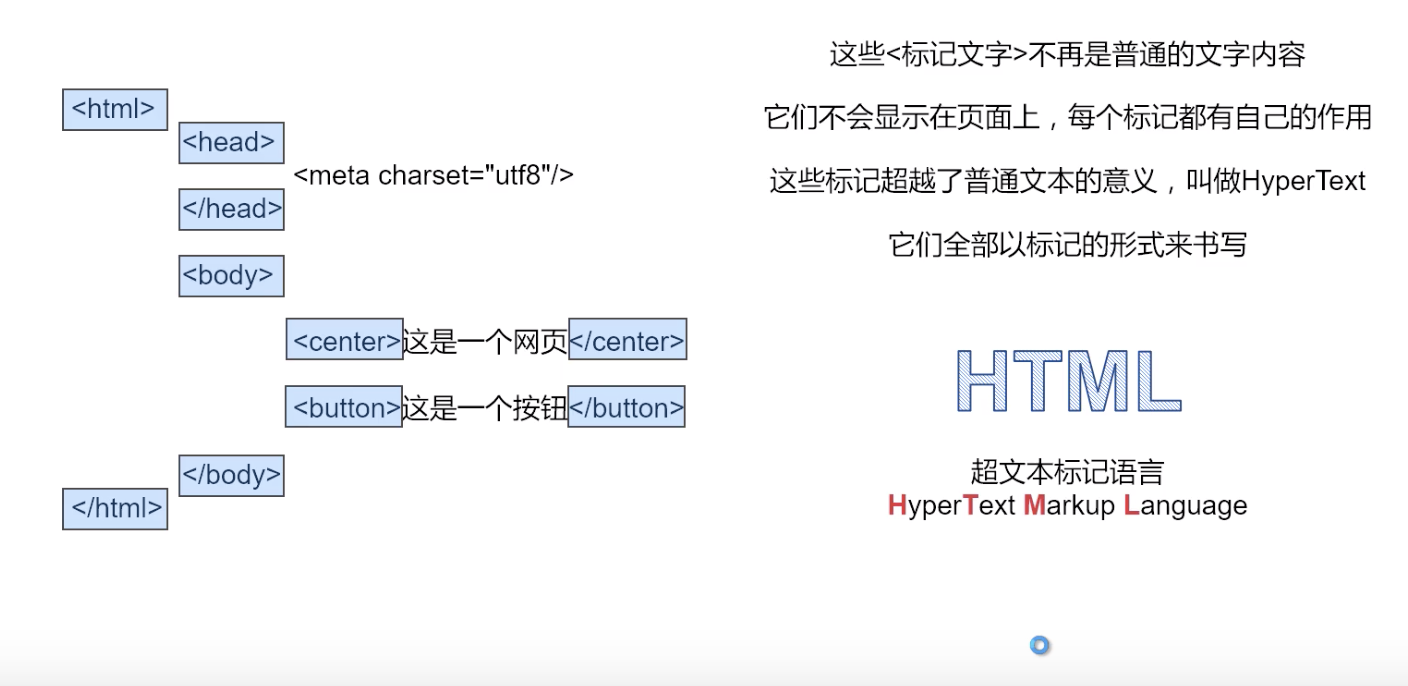 <html>
<head>
<meta charset="utf8"/>
</head>
<body>
<center>这是一个网页</center>
<button>这是一个按钮</button>
</body>
</html>
这些<标记文字>不再是普通的文字内容
它们不会显示在页面上，每个标记都有自己的作用
这些标记超越了普通文本的意义，叫做HyperText
它们全部以标记的形式来书写
HTML
超文本标记语言
HyperText Markup Language